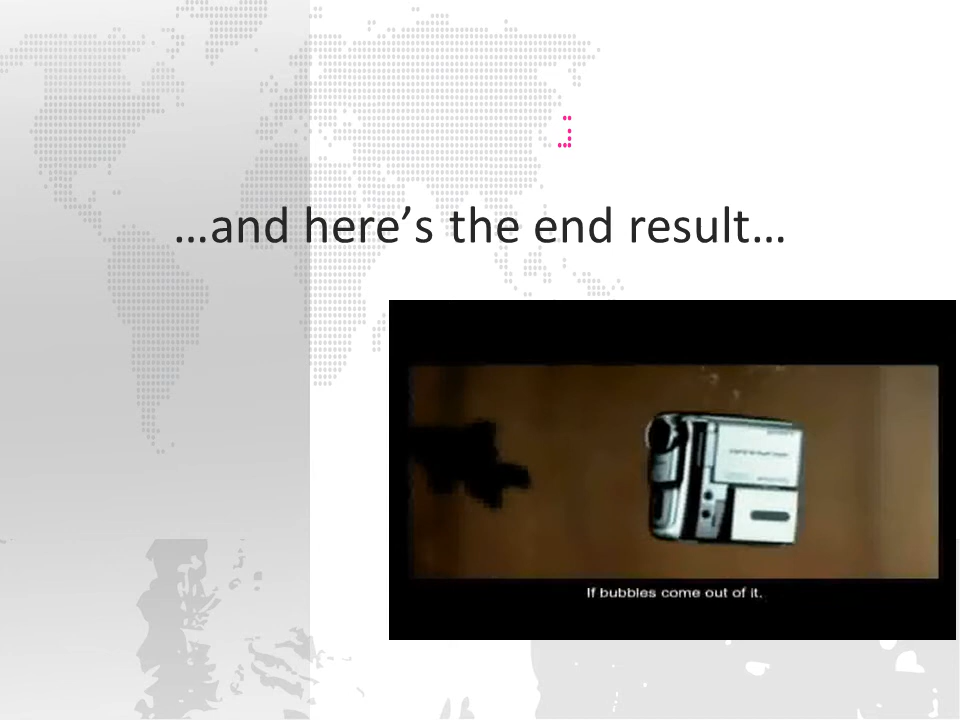 …and here’s the end result…
If bubbles come out of it.